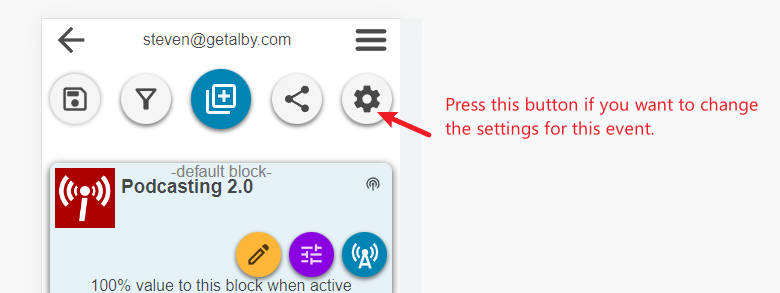 steven@getalby.com
Press this button if you want to change
the settings for this event.
-default block-
Podcasting 2.0
100% value to this block when active